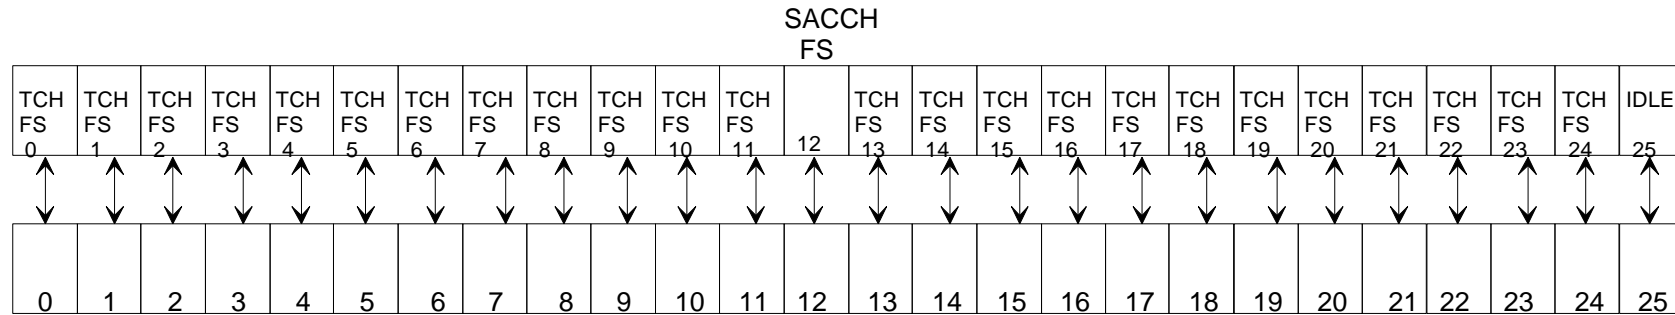 SACCH
FS
TCH TCH TCH TCH TCH TCH TCH TCH TCH TCH TCH TCH TCH TCH TCH TCH TCH TCH TCH TCH TCH TCH TCH TCH IDLE
FS FS FS FS FS FS FS FS FS FS FS FS FS FS FS FS FS FS FS FS FS FS FS FS
0 1 2 3 4 5 6 7 8 9 10 11 12 13 14 15 16 17 18 19 20 21 22 23 24 25
0 1 2 3 4 5 6 7 8 9 10 11 12 13 14 15 16 17 18 19 20 21 22 23 24 25